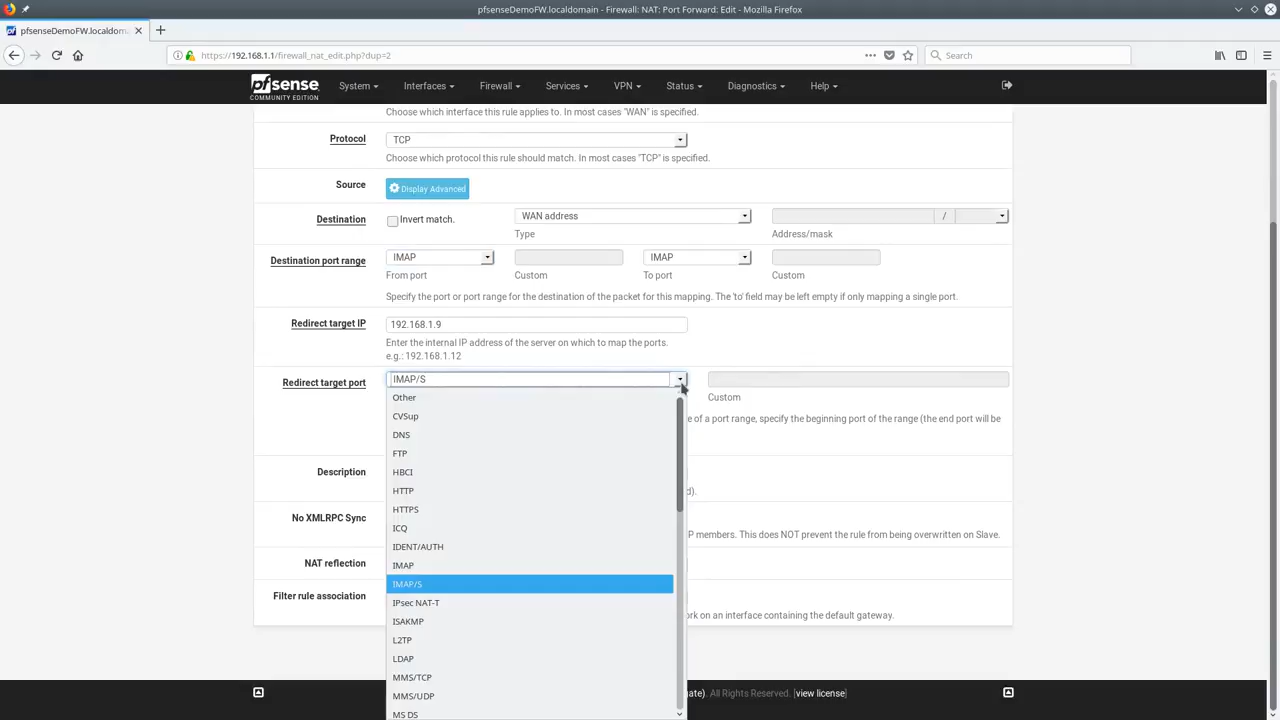 pfsenseDemoFW.localdomain - Firewall: NAT: Port Forward: Edit - Mozilla Firefox
pfsenseDemoFW.localdom
https://192.168.1.1/firewall_nat_edit.php?dup=2
Search
pfsense
COMMUNITY EDITION
System
Interfaces
Firewall
Services
VPN
Status
Diagnostics
Help
Choose which interface this rule applies to. In most cases "WAN" is specified.
Protocol
TCP
Choose which protocol this rule should match. In most cases "TCP" is specified.
Source
Display Advanced
Destination
Invert match.
WAN address
/
Type
Address/mask
Destination port range
IMAP
IMAP
From port
Custom
To port
Custom
Specify the port or port range for the destination of the packet for this mapping. The 'to' field may be left empty if only mapping a single port.
Redirect target IP
192.168.1.9
Enter the internal IP address of the server on which to map the ports.
e.g.: 192.168.1.12
Redirect target port
IMAP/S
Custom
Other
CVSup
e of a port range, specify the beginning port of the range (the end port will be
DNS
FTP
Description
HBCI
HTTP
d).
HTTPS
No XMLRPC Sync
ICQ
P members. This does NOT prevent the rule from being overwritten on Slave.
IDENT/AUTH
NAT reflection
IMAP
IMAP/S
Filter rule association
IPsec NAT-T
ork on an interface containing the default gateway.
ISAKMP
L2TP
LDAP
MMS/TCP
MMS/UDP
gate). All Rights Reserved. [view license]
MS DS